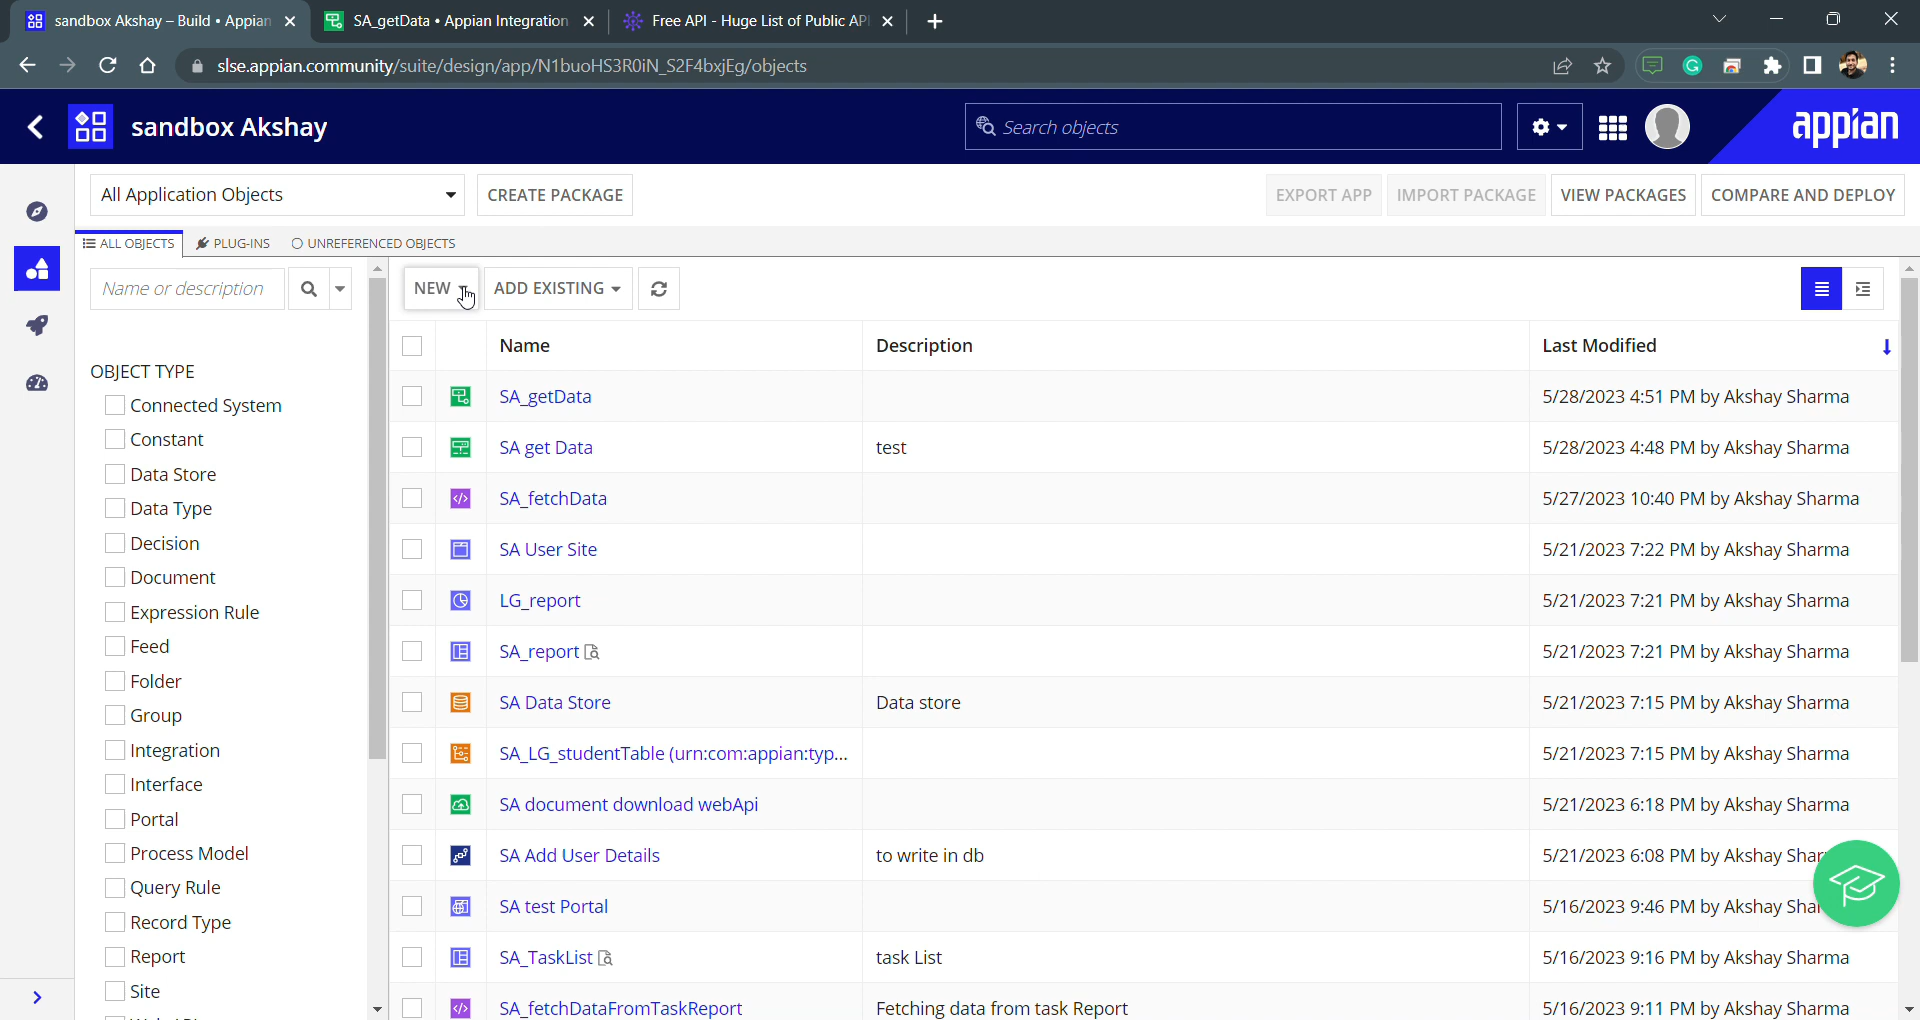 sandbox Akshay – Build • Appian
SA_getData • Appian Integration
Free API - Huge List of Public API
slse.appian.community/suite/design/app/N1buoHS3R0iN_S2F4bxjEg/objects
sandbox Akshay
Search objects
appian
All Application Objects
CREATE PACKAGE
EXPORT APP
IMPORT PACKAGE
VIEW PACKAGES
COMPARE AND DEPLOY
ALL OBJECTS
PLUG-INS
UNREFERENCED OBJECTS
Name or description
NEW
ADD EXISTING
OBJECT TYPE
Connected System
Constant
Data Store
Data Type
Decision
Document
Expression Rule
Feed
Folder
Group
Integration
Interface
Portal
Process Model
Query Rule
Record Type
Report
Site
Name Description Last Modified
SA_getData 5/28/2023 4:51 PM by Akshay Sharma
SA get Data test 5/28/2023 4:48 PM by Akshay Sharma
SA_fetchData 5/27/2023 10:40 PM by Akshay Sharma
SA User Site 5/21/2023 7:22 PM by Akshay Sharma
LG_report 5/21/2023 7:21 PM by Akshay Sharma
SA_report 5/21/2023 7:21 PM by Akshay Sharma
SA Data Store Data store 5/21/2023 7:15 PM by Akshay Sharma
SA_LG_studentTable (urn:com:appian:typ... 5/21/2023 7:15 PM by Akshay Sharma
SA document download webApi 5/21/2023 6:18 PM by Akshay Sharma
SA Add User Details to write in db 5/21/2023 6:08 PM by Akshay Shar
SA test Portal 5/16/2023 9:46 PM by Akshay Shar
SA_TaskList task List 5/16/2023 9:16 PM by Akshay Sharma
SA_fetchDataFromTaskReport Fetching data from task Report 5/16/2023 9:11 PM by Akshay Sharma